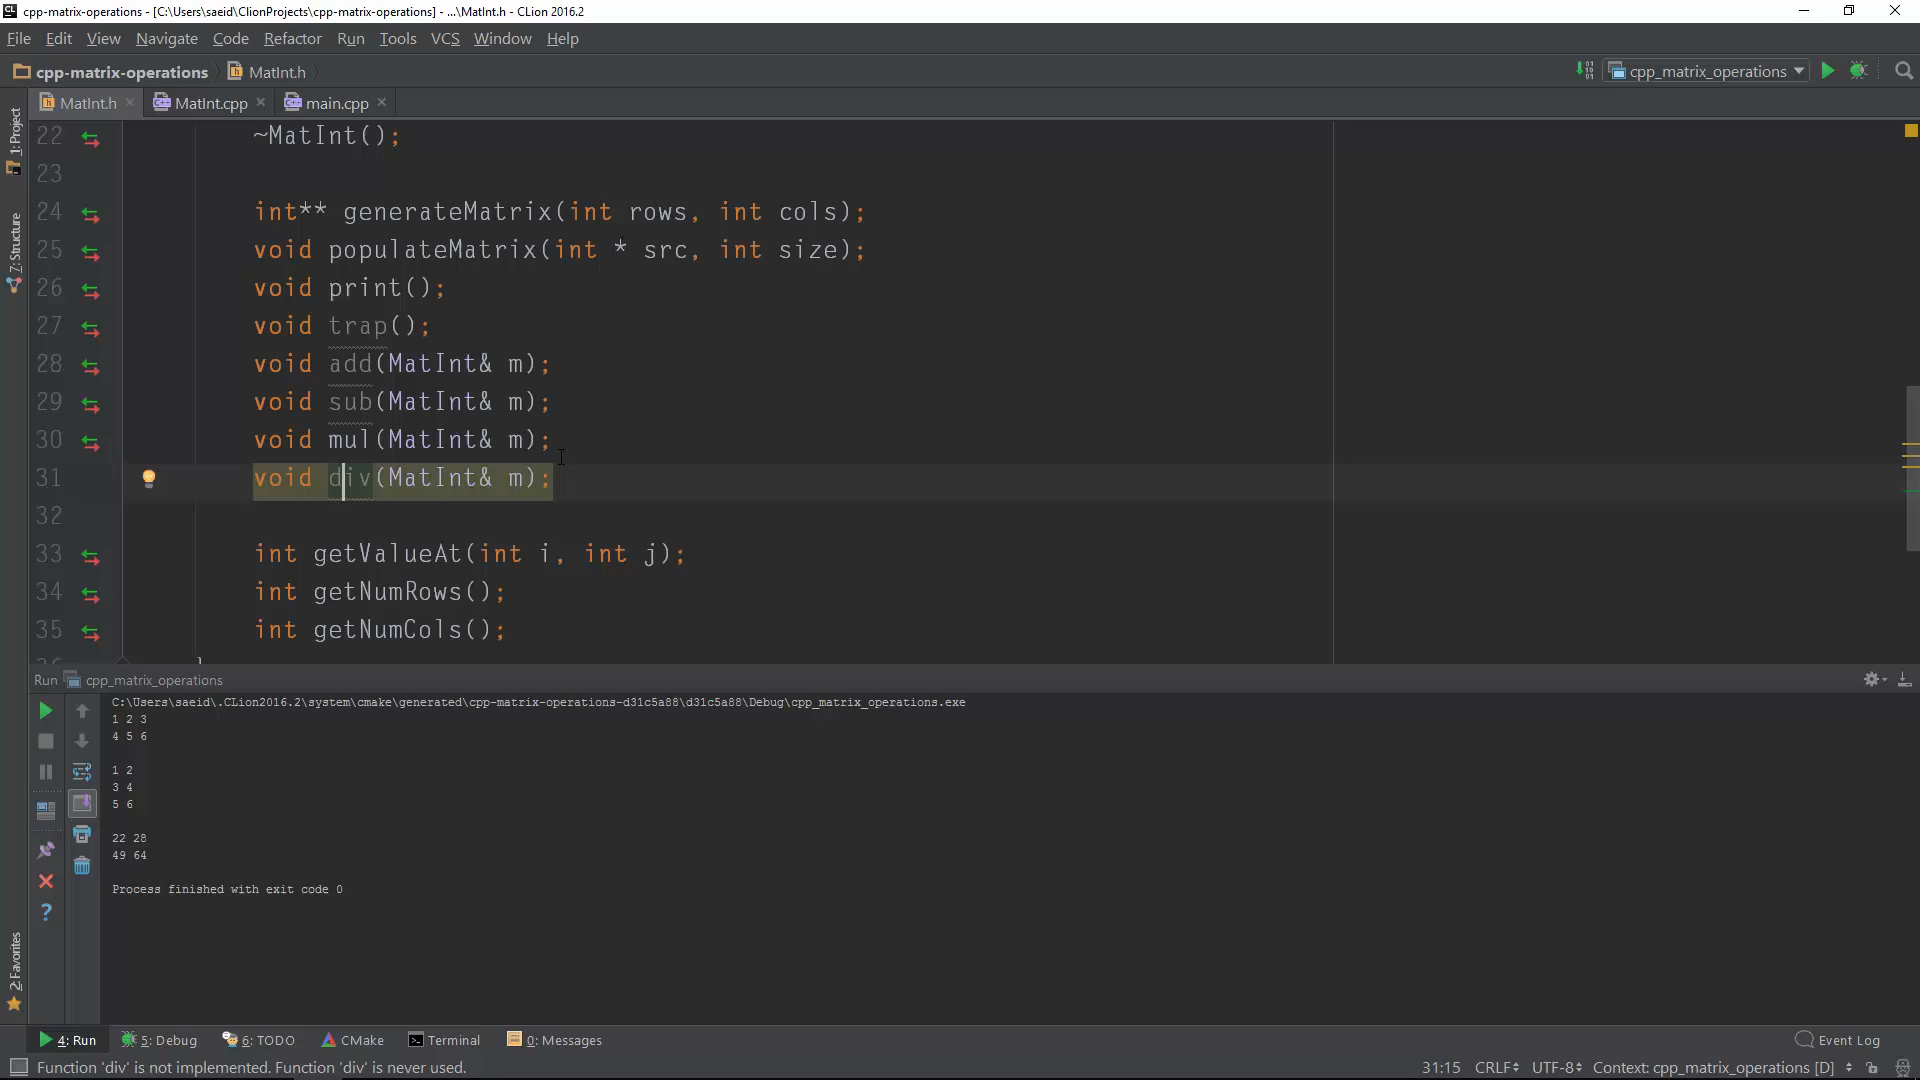 cpp-matrix-operations - [C:\Users\saeid\ClionProjects\cpp-matrix-operations] - ...\MatInt.h - CLion 2016.2
File Edit View Navigate Code Refactor Run Tools VCS Window Help
cpp-matrix-operations MatInt.h cpp_matrix_operations
MatInt.h MatInt.cpp main.cpp
1: Project
7: Structure
2: Favorites
22 ~MatInt();
23
24 int** generateMatrix(int rows, int cols);
25 void populateMatrix(int * src, int size);
26 void print();
27 void trap();
28 void add(MatInt& m);
29 void sub(MatInt& m);
30 void mul(MatInt& m);
31 void div(MatInt& m);
32
33 int getValueAt(int i, int j);
34 int getNumRows();
35 int getNumCols();
Run cpp_matrix_operations
C:\Users\saeid\.CLion2016.2\system\cmake\generated\cpp-matrix-operations-d31c5a88\d31c5a88\Debug\cpp_matrix_operations.exe
1 2 3
4 5 6
1 2
3 4
5 6
22 28
49 64
Process finished with exit code 0
4: Run 5: Debug 6: TODO CMake Terminal 0: Messages Event Log
Function 'div' is not implemented. Function 'div' is never used. 31:15 CRLF UTF-8 Context: cpp_matrix_operations [D]